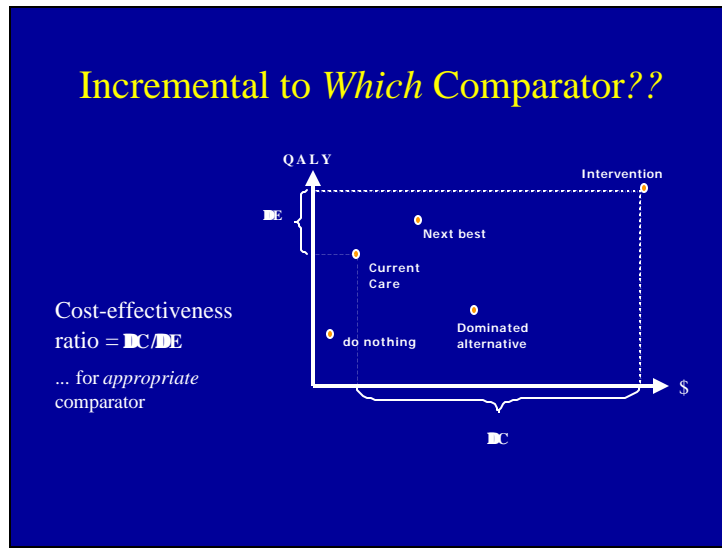 Incremental to Which Comparator??
QALY
Intervention
DE
Next best
Current
Care
Cost-effectiveness
ratio = DC/DE
Dominated
alternative
do nothing
... for appropriate
comparator
$
DC